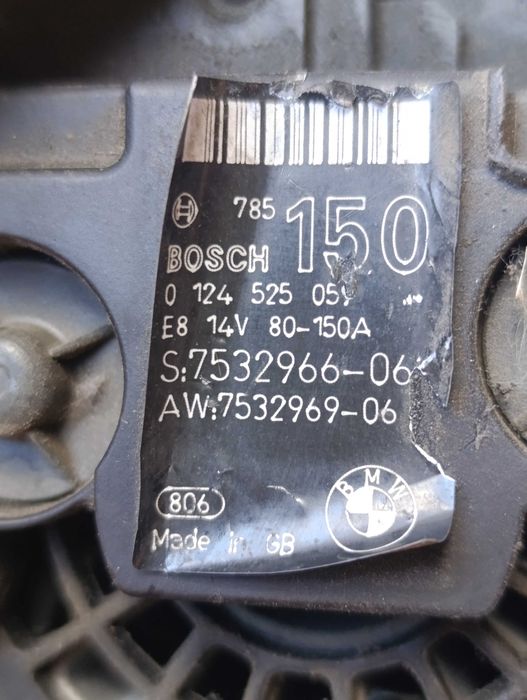 785 150
BOSCH
0 124 525 05
E8 14V 80-150A
S:7532966-06
AW:7532969-06
806
BMW
Made in GB